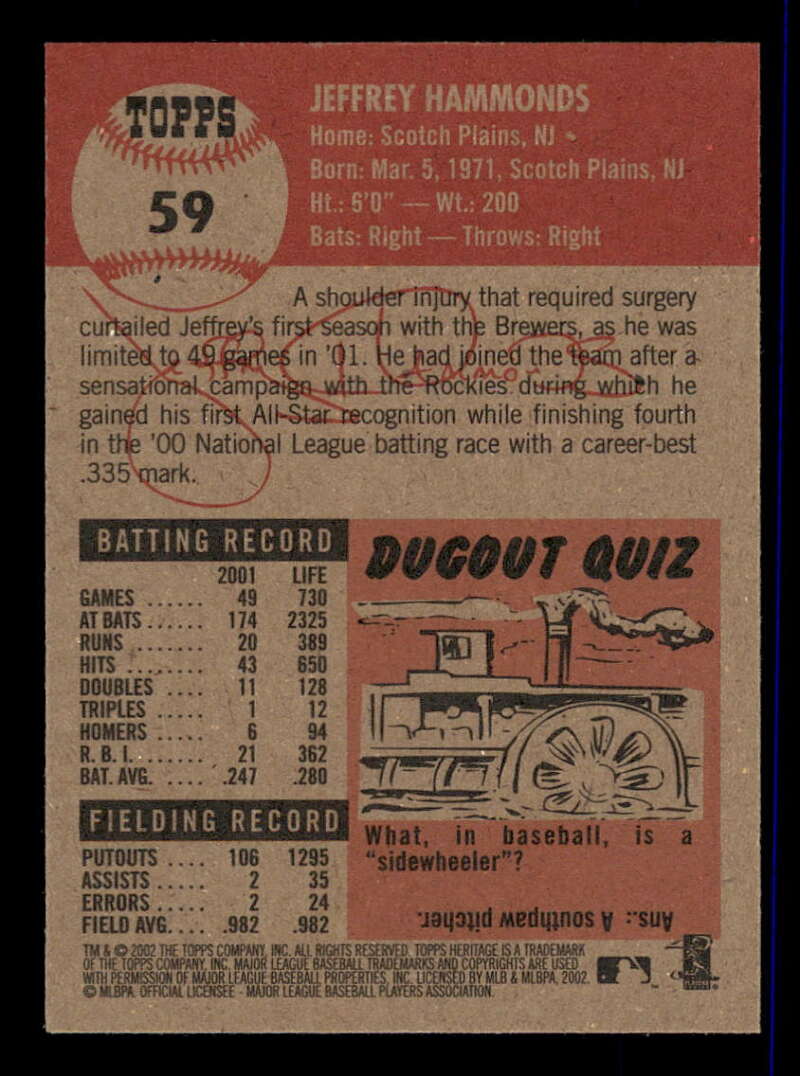 TOPPS
59
JEFFREY HAMMONDS
Home: Scotch Plains, NJ
Born: Mar. 5, 1971, Scotch Plains, NJ
Ht.: 6'0" — Wt.: 200
Bats: Right — Throws: Right
A shoulder injury that required surgery
curtailed Jeffrey's first season with the Brewers, as he was
limited to 49 games in '01. He had joined the team after a
sensational campaign with the Rockies during which he
gained his first All-Star recognition while finishing fourth
in the '00 National League batting race with a career-best
.335 mark.
BATTING RECORD
2001 LIFE
GAMES ...... 49 730
AT BATS ...... 174 2325
RUNS ........ 20 389
HITS ........ 43 650
DOUBLES .... 11 128
TRIPLES ..... 1 12
HOMERS ..... 6 94
R.B.I. ....... 21 362
BAT. AVG. .... .247 .280
FIELDING RECORD
PUTOUTS .... 106 1295
ASSISTS ..... 2 35
ERRORS ..... 2 24
FIELD AVG. ... .982 .982
DUGOUT QUIZ
What, in baseball, is a
"sidewheeler"?
Ans.: A southpaw pitcher.
TM & © 2002 THE TOPPS COMPANY, INC. ALL RIGHTS RESERVED. TOPPS HERITAGE IS A TRADEMARK
OF THE TOPPS COMPANY, INC. MAJOR LEAGUE BASEBALL TRADEMARKS AND COPYRIGHTS ARE USED
WITH PERMISSION OF MAJOR LEAGUE BASEBALL PROPERTIES, INC. LICENSED BY MLB & MLBPA, 2002.
© MLBPA. OFFICIAL LICENSEE - MAJOR LEAGUE BASEBALL PLAYERS ASSOCIATION.